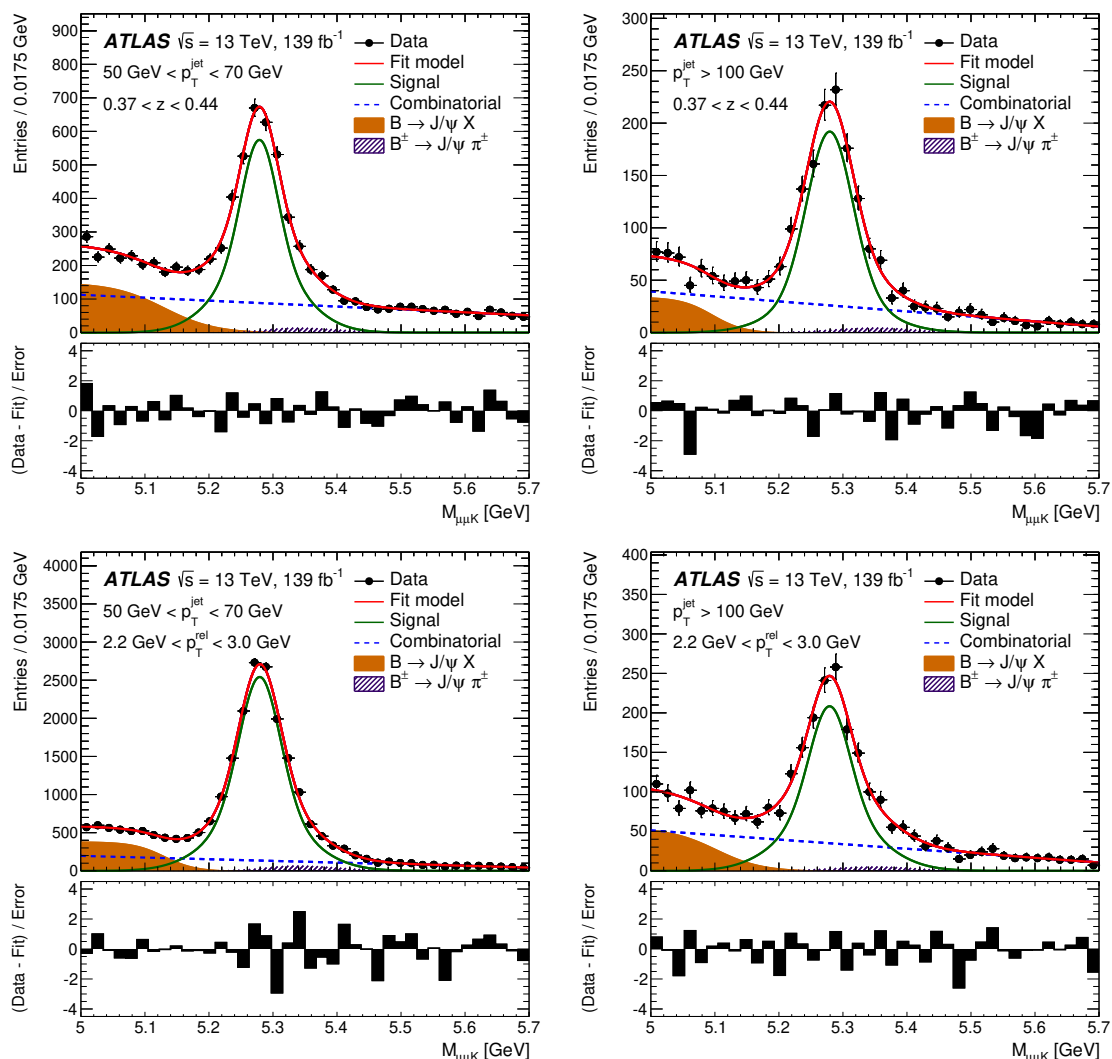 Entries / 0.0175 GeV
900
800
700
600
500
400
300
200
100
0
ATLAS √s = 13 TeV, 139 fb⁻¹
50 GeV < p_T^jet < 70 GeV
0.37 < z < 0.44
Data
Fit model
Signal
Combinatorial
B → J/ψ X
B± → J/ψ π±
(Data - Fit) / Error
4
2
0
−2
−4
5 5.1 5.2 5.3 5.4 5.5 5.6 5.7
M_μμK [GeV]
Entries / 0.0175 GeV
300
250
200
150
100
50
0
ATLAS √s = 13 TeV, 139 fb⁻¹
p_T^jet > 100 GeV
0.37 < z < 0.44
Data
Fit model
Signal
Combinatorial
B → J/ψ X
B± → J/ψ π±
(Data - Fit) / Error
4
2
0
−2
−4
5 5.1 5.2 5.3 5.4 5.5 5.6 5.7
M_μμK [GeV]
Entries / 0.0175 GeV
4000
3500
3000
2500
2000
1500
1000
500
0
ATLAS √s = 13 TeV, 139 fb⁻¹
50 GeV < p_T^jet < 70 GeV
2.2 GeV < p_T^rel < 3.0 GeV
Data
Fit model
Signal
Combinatorial
B → J/ψ X
B± → J/ψ π±
(Data - Fit) / Error
4
2
0
−2
−4
5 5.1 5.2 5.3 5.4 5.5 5.6 5.7
M_μμK [GeV]
Entries / 0.0175 GeV
400
350
300
250
200
150
100
50
0
ATLAS √s = 13 TeV, 139 fb⁻¹
p_T^jet > 100 GeV
2.2 GeV < p_T^rel < 3.0 GeV
Data
Fit model
Signal
Combinatorial
B → J/ψ X
B± → J/ψ π±
(Data - Fit) / Error
4
2
0
−2
−4
5 5.1 5.2 5.3 5.4 5.5 5.6 5.7
M_μμK [GeV]